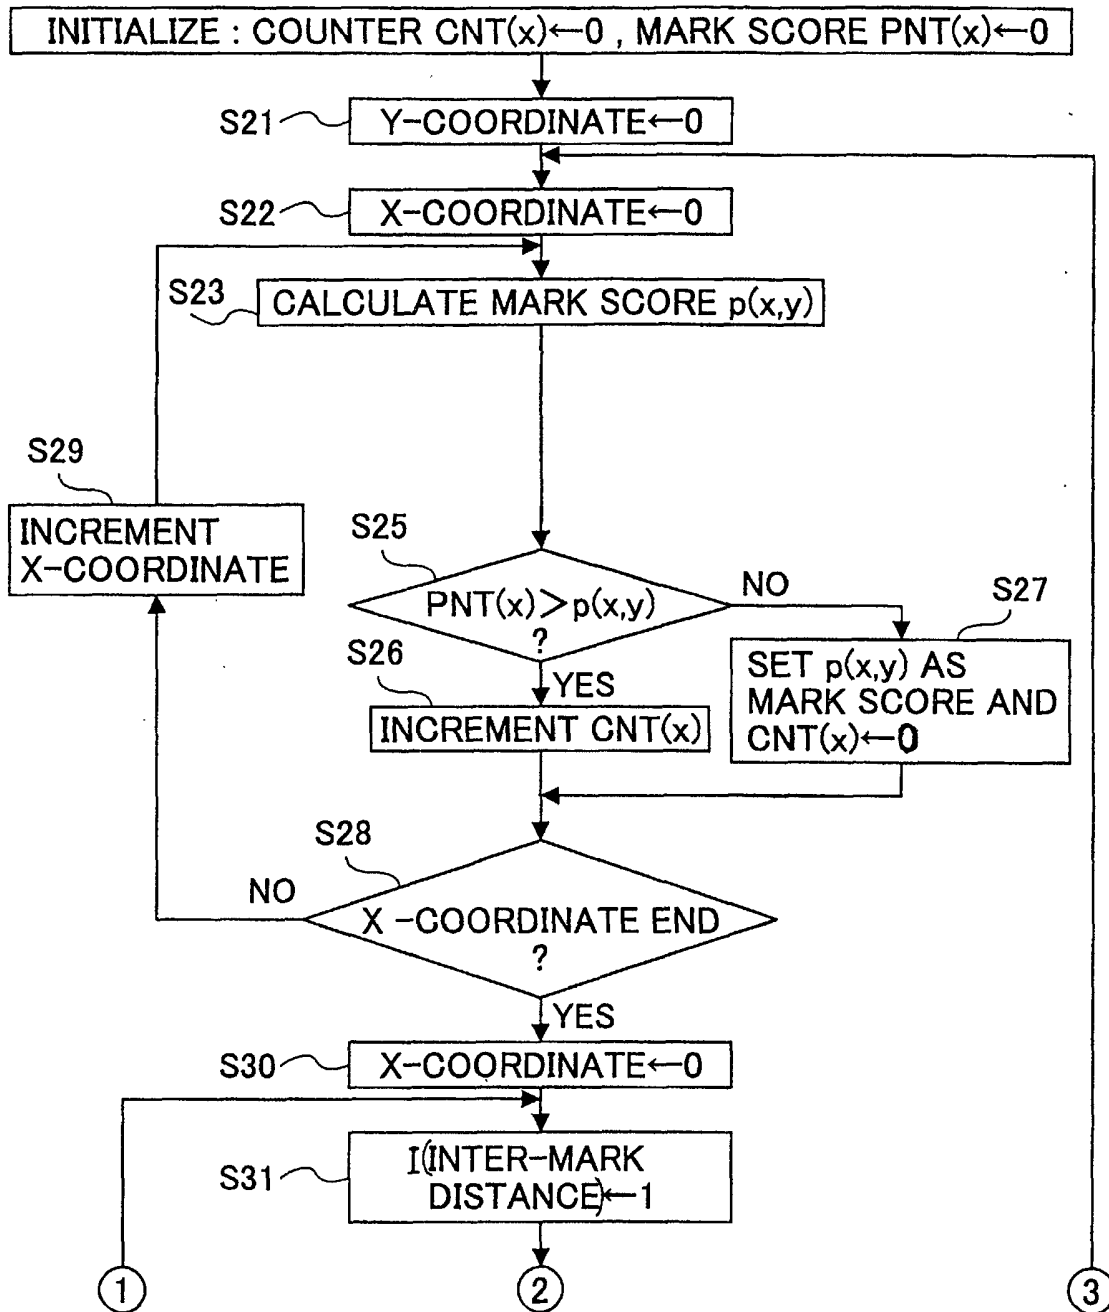 INITIALIZE : COUNTER CNT(x)←0 , MARK SCORE PNT(x)←0
S21
Y-COORDINATE←0
S22
X-COORDINATE←0
S23
CALCULATE MARK SCORE p(x,y)
S29
INCREMENT
X-COORDINATE
S25
PNT(x)>p(x,y)
?
NO
S27
SET p(x,y) AS
MARK SCORE AND
CNT(x)←0
S26
YES
INCREMENT CNT(x)
S28
NO
X -COORDINATE END
?
YES
S30
X-COORDINATE←0
S31
I(INTER-MARK
DISTANCE)←1
1
2
3